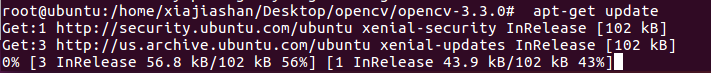 root@ubuntu:/home/xiajiashan/Desktop/opencv/opencv-3.3.0#  apt-get update
Get:1 http://security.ubuntu.com/ubuntu xenial-security InRelease [102 kB]
Get:3 http://us.archive.ubuntu.com/ubuntu xenial-updates InRelease [102 kB]
0% [3 InRelease 56.8 kB/102 kB 56%] [1 InRelease 43.9 kB/102 kB 43%]